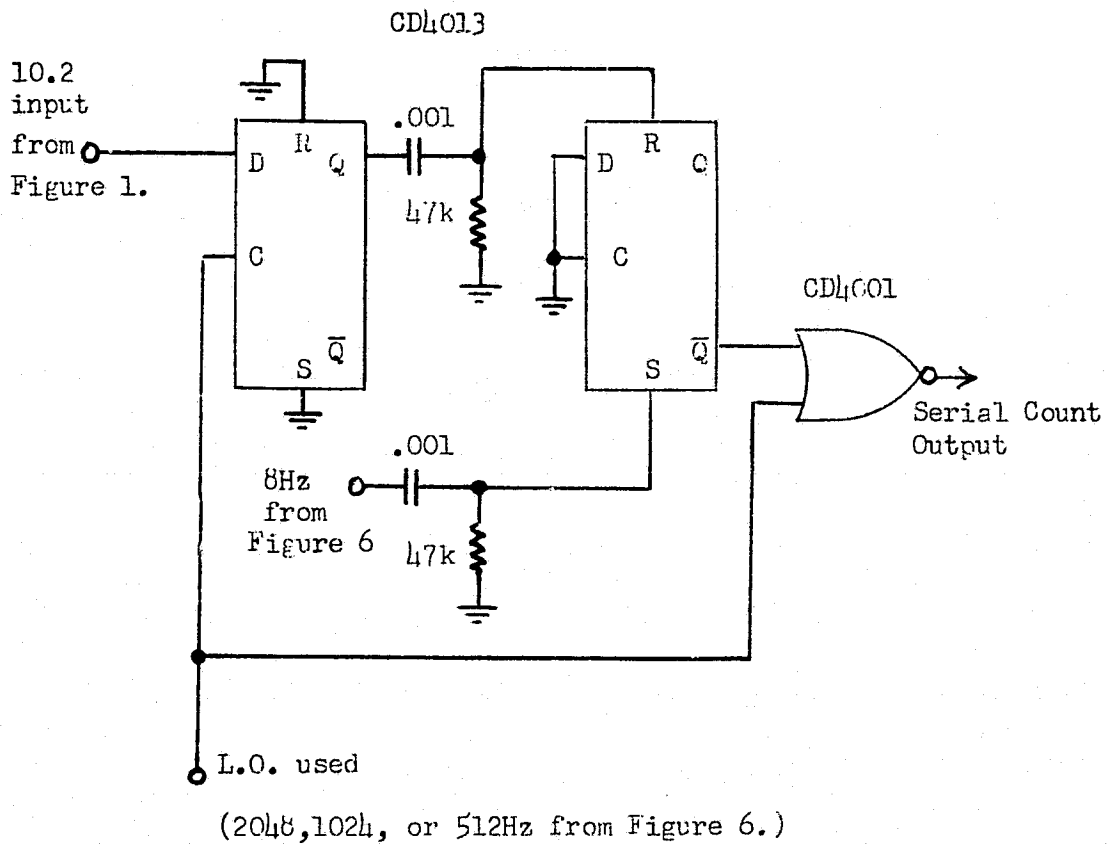 CD4013
10.2
input
from
Figure 1.
.001
R
D
Q
C
Q̅
S
47k
R
D
Q
C
Q̅
S
CD4001
Serial Count
Output
.001
8Hz
from
Figure 6
47k
L.O. used
(2048,1024, or 512Hz from Figure 6.)